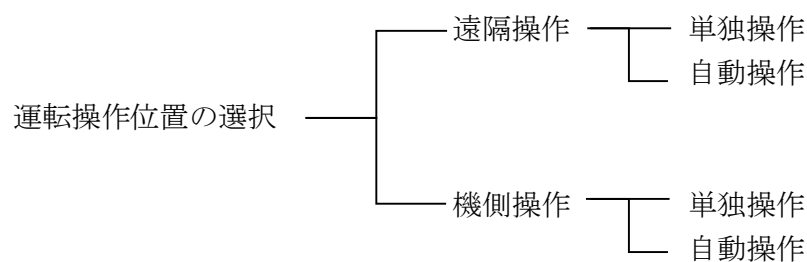 遠隔操作 単独操作
自動操作
運転操作位置の選択
機側操作 単独操作
自動操作